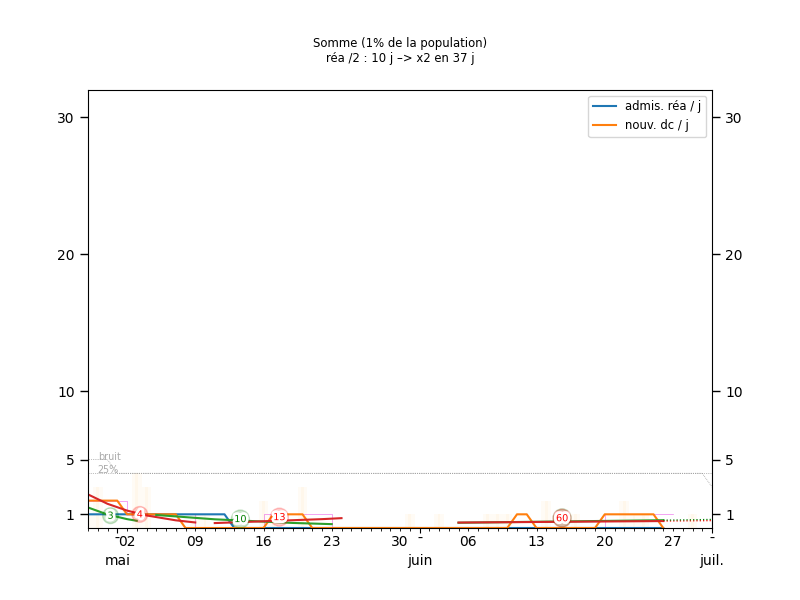 Somme (1% de la population)
réa /2 : 10 j –> x2 en 37 j
admis. réa / j
nouv. dc / j
30 30
20 20
10 10
5 5
1 1
bruit
25%
3 4 10 13 60
02 09 16 23 30 - 06 13 20 27 -
mai juin juil.